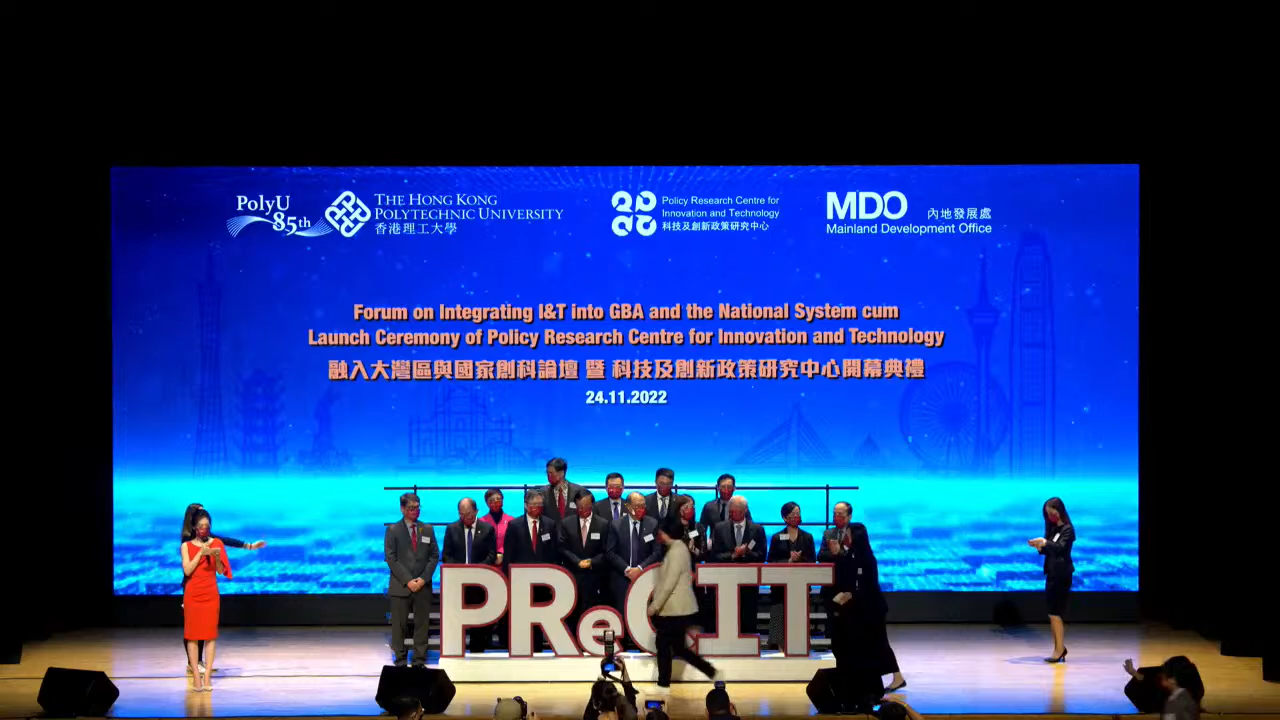 PolyU
85th
THE HONG KONG
POLYTECHNIC UNIVERSITY
香港理工大學
Policy Research Centre for
Innovation and Technology
科技及創新政策研究中心
MDO 內地發展處
Mainland Development Office
Forum on Integrating I&T into GBA and the National System cum
Launch Ceremony of Policy Research Centre for Innovation and Technology
融入大灣區與國家創科論壇 暨 科技及創新政策研究中心開幕典禮
24.11.2022
PReCIT